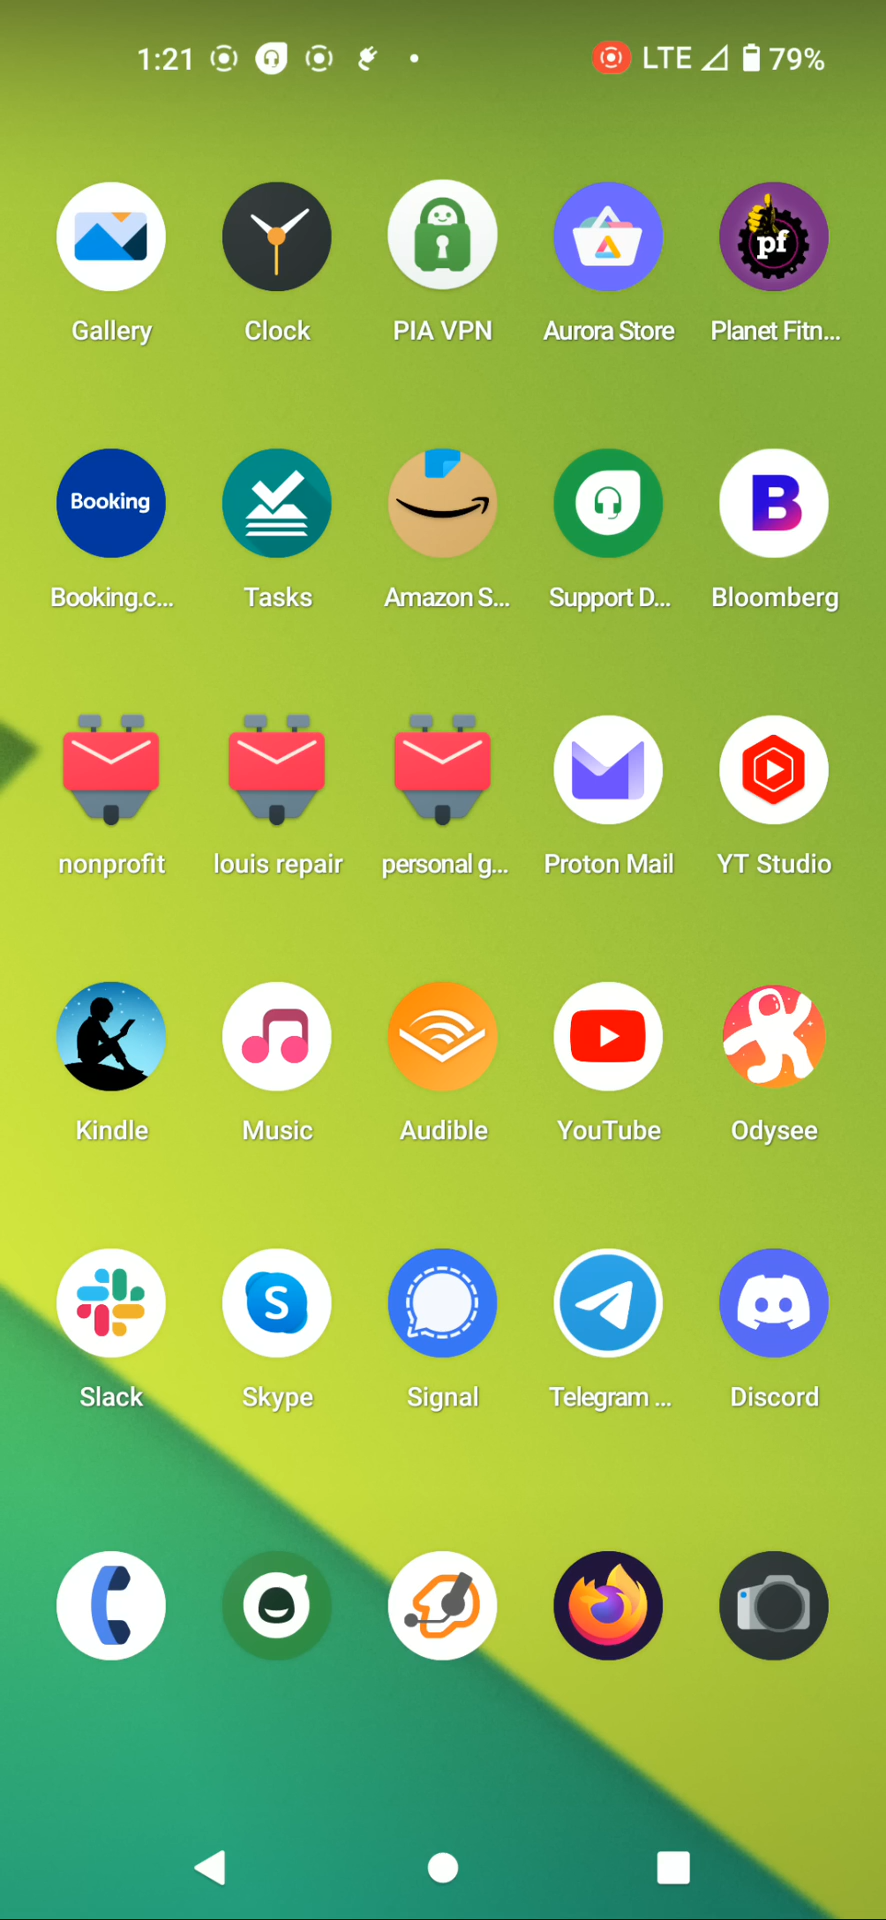 1:21 LTE 79%
pf
Gallery Clock PIA VPN Aurora Store Planet Fitn...
Booking B
Booking.c... Tasks Amazon S... Support D... Bloomberg
nonprofit louis repair personal g... Proton Mail YT Studio
Kindle Music Audible YouTube Odysee
S
Slack Skype Signal Telegram ... Discord